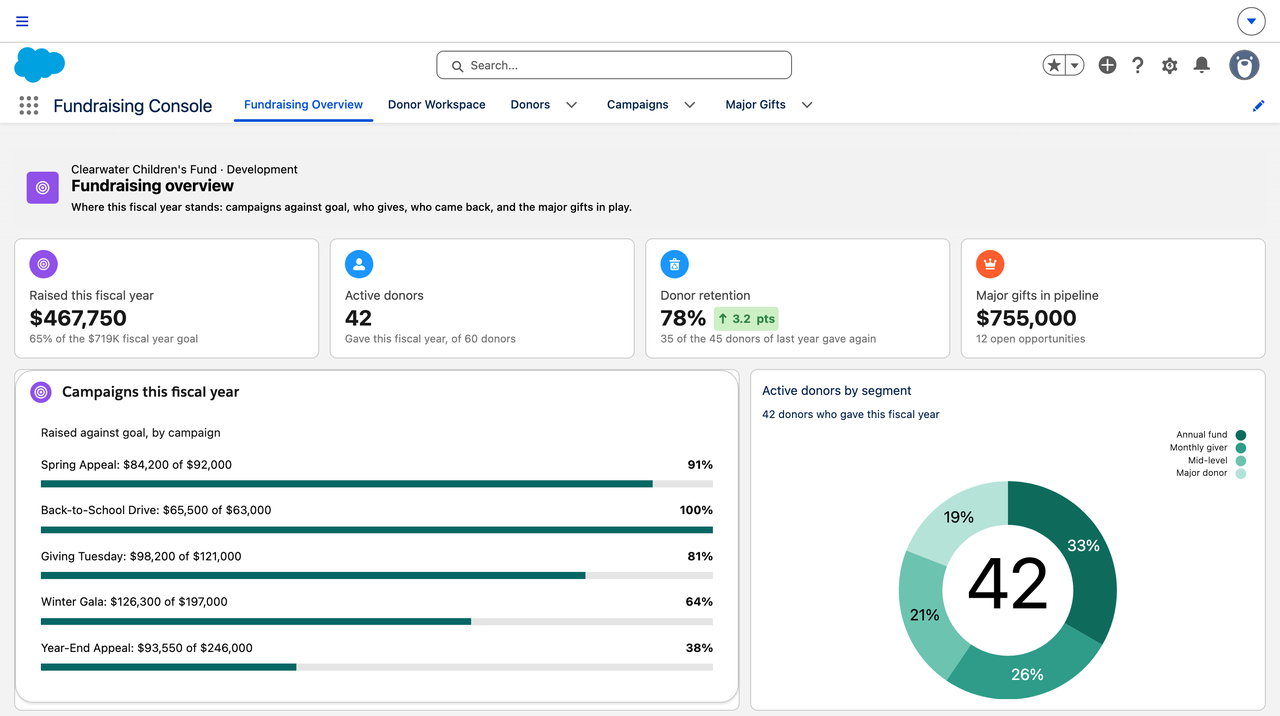 Search...
Fundraising Console
Fundraising Overview
Donor Workspace
Donors
Campaigns
Major Gifts
Clearwater Children's Fund · Development
Fundraising overview
Where this fiscal year stands: campaigns against goal, who gives, who came back, and the major gifts in play.
Raised this fiscal year
$467,750
65% of the $719K fiscal year goal
Active donors
42
Gave this fiscal year, of 60 donors
Donor retention
78% ↑ 3.2 pts
35 of the 45 donors of last year gave again
Major gifts in pipeline
$755,000
12 open opportunities
Campaigns this fiscal year
Raised against goal, by campaign
Spring Appeal: $84,200 of $92,000 91%
Back-to-School Drive: $65,500 of $63,000 100%
Giving Tuesday: $98,200 of $121,000 81%
Winter Gala: $126,300 of $197,000 64%
Year-End Appeal: $93,550 of $246,000 38%
Active donors by segment
42 donors who gave this fiscal year
Annual fund
Monthly giver
Mid-level
Major donor
19%
33%
42
21%
26%